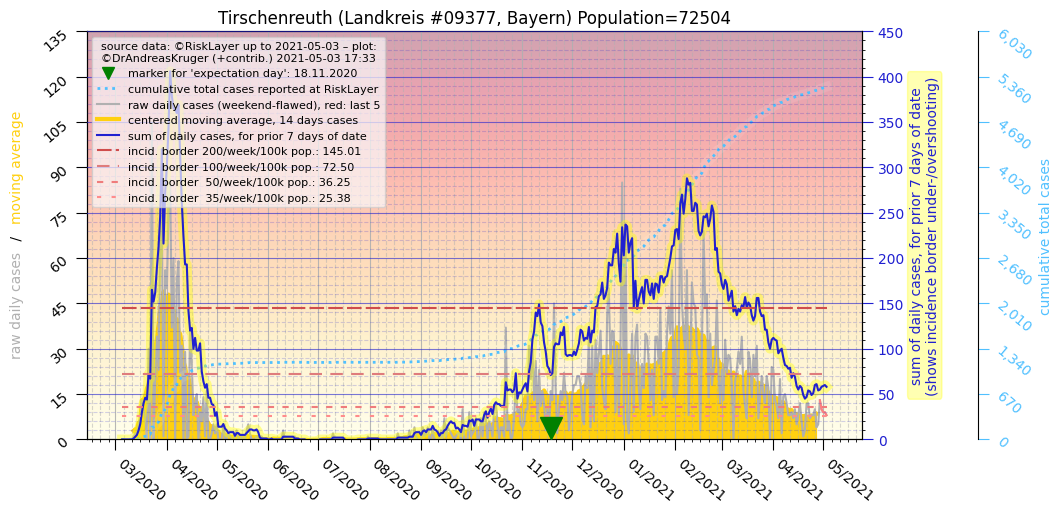 Tirschenreuth (Landkreis #09377, Bayern) Population=72504
source data: ©RiskLayer up to 2021-05-03 – plot:
©DrAndreasKruger (+contrib.) 2021-05-03 17:33
marker for 'expectation day': 18.11.2020
cumulative total cases reported at RiskLayer
raw daily cases (weekend-flawed), red: last 5
centered moving average, 14 days cases
sum of daily cases, for prior 7 days of date
incid. border 200/week/100k pop.: 145.01
incid. border 100/week/100k pop.: 72.50
incid. border  50/week/100k pop.: 36.25
incid. border  35/week/100k pop.: 25.38
raw daily cases / moving average
135
120
105
90
75
60
45
30
15
0
03/2020
04/2020
05/2020
06/2020
07/2020
08/2020
09/2020
10/2020
11/2020
12/2020
01/2021
02/2021
03/2021
04/2021
05/2021
450
400
350
300
250
200
150
100
50
0
sum of daily cases, for prior 7 days of date
(shows incidence border under-/overshooting)
6,030
5,360
4,690
4,020
3,350
2,680
2,010
1,340
670
0
cumulative total cases